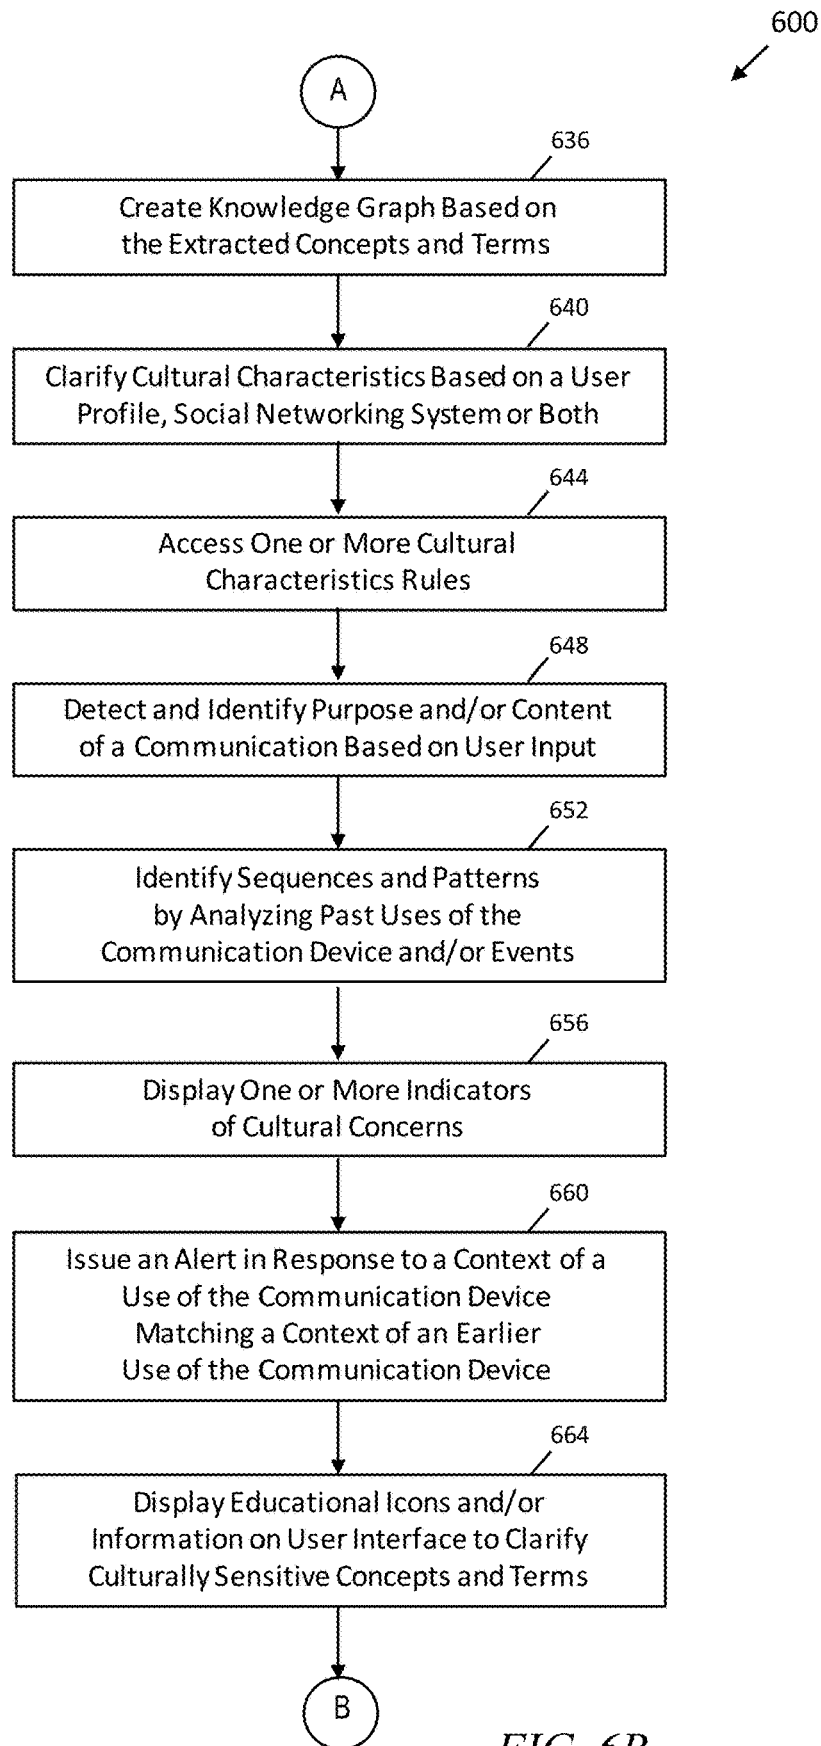 600
A
636
Create Knowledge Graph Based on
the Extracted Concepts and Terms
640
Clarify Cultural Characteristics Based on a User
Profile, Social Networking System or Both
644
Access One or More Cultural
Characteristics Rules
648
Detect and Identify Purpose and/or Content
of a Communication Based on User Input
652
Identify Sequences and Patterns
by Analyzing Past Uses of the
Communication Device and/or Events
656
Display One or More Indicators
of Cultural Concerns
660
Issue an Alert in Response to a Context of a
Use of the Communication Device
Matching a Context of an Earlier
Use of the Communication Device
664
Display Educational Icons and/or
Information on User Interface to Clarify
Culturally Sensitive Concepts and Terms
B
FIG. 6B